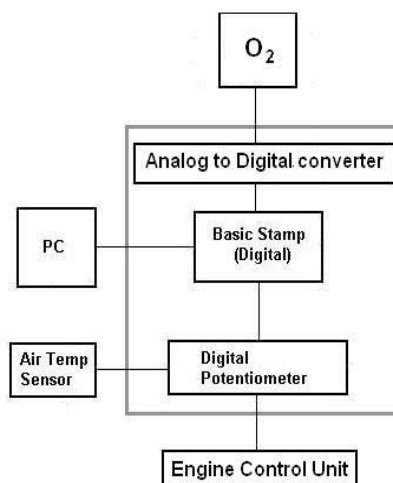 O₂
Analog to Digital converter
Basic Stamp
(Digital)
PC
Air Temp
Sensor
Digital
Potentiometer
Engine Control Unit